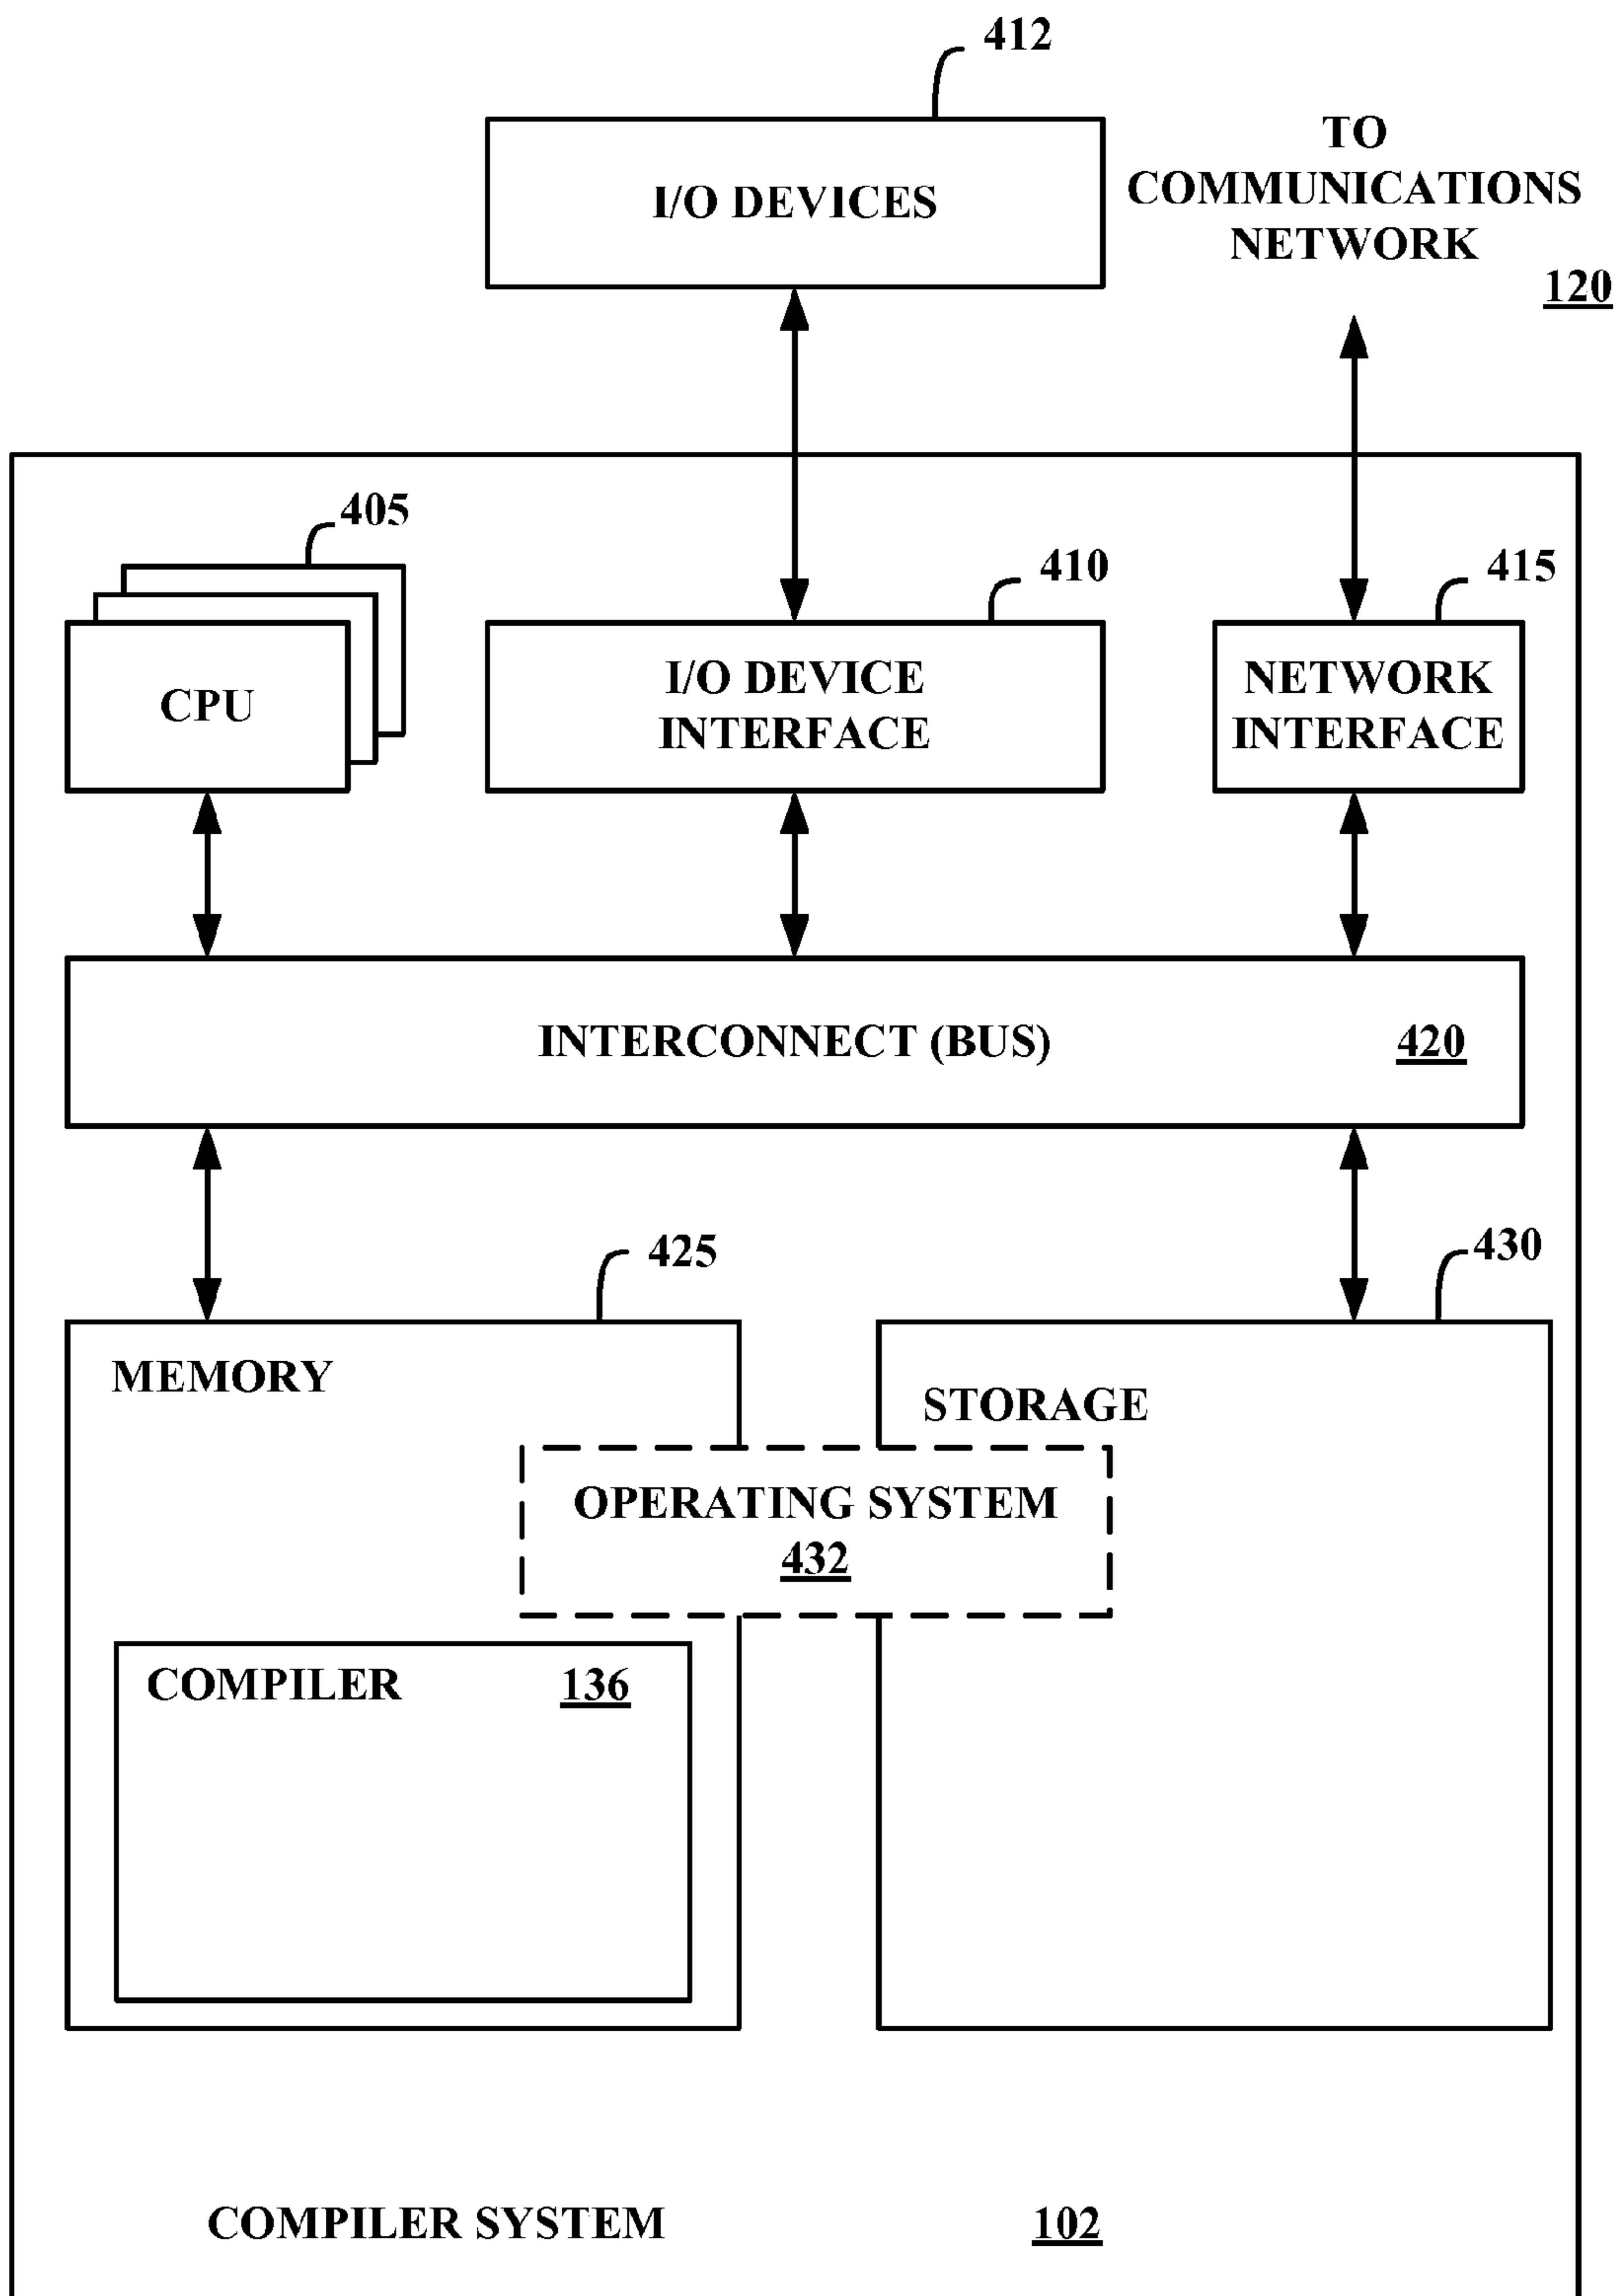 412
I/O DEVICES
TO
COMMUNICATIONS
NETWORK
120
405
CPU
410
I/O DEVICE
INTERFACE
415
NETWORK
INTERFACE
INTERCONNECT (BUS) 420
425
MEMORY
430
STORAGE
OPERATING SYSTEM
432
COMPILER 136
COMPILER SYSTEM 102